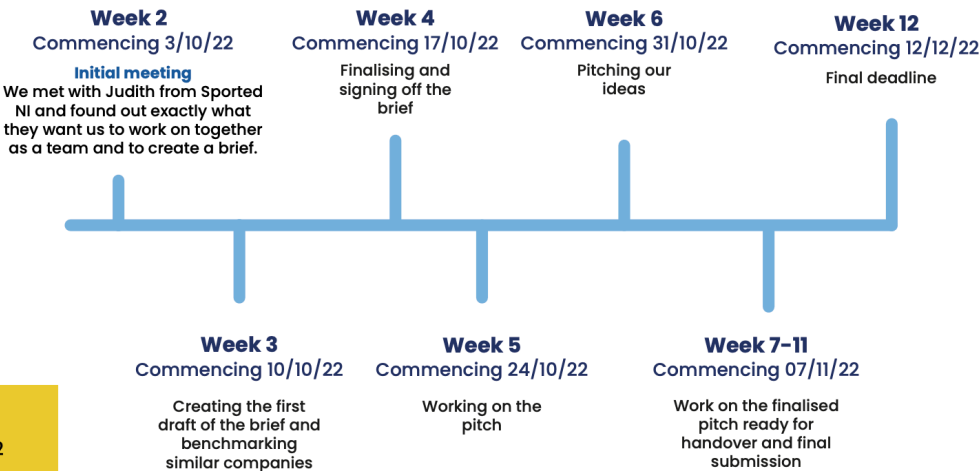 Week 2
Commencing 3/10/22
Initial meeting
We met with Judith from Sported
NI and found out exactly what
they want us to work on together
as a team and to create a brief.
Week 4
Commencing 17/10/22
Finalising and
signing off the
brief
Week 6
Commencing 31/10/22
Pitching our
ideas
Week 12
Commencing 12/12/22
Final deadline
Week 3
Commencing 10/10/22
Creating the first
draft of the brief and
benchmarking
similar companies
Week 5
Commencing 24/10/22
Working on the
pitch
Week 7-11
Commencing 07/11/22
Work on the finalised
pitch ready for
handover and final
submission
2